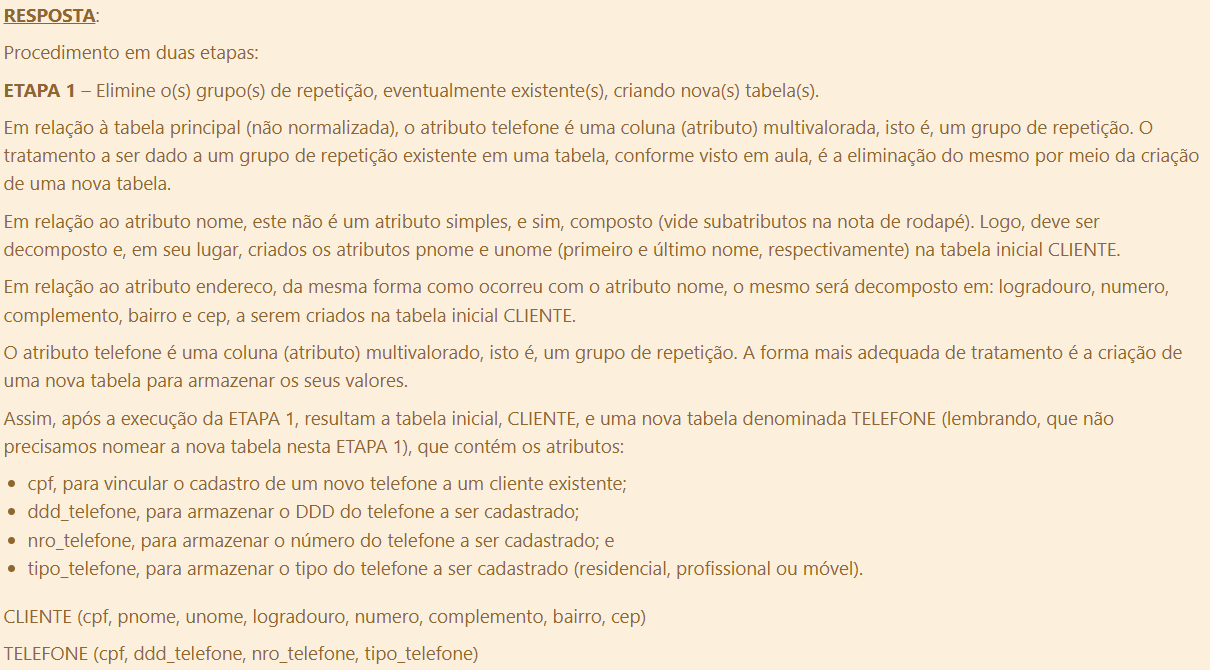 RESPOSTA:
Procedimento em duas etapas:
ETAPA 1 – Elimine o(s) grupo(s) de repetição, eventualmente existente(s), criando nova(s) tabela(s).
Em relação à tabela principal (não normalizada), o atributo telefone é uma coluna (atributo) multivalorada, isto é, um grupo de repetição. O
tratamento a ser dado a um grupo de repetição existente em uma tabela, conforme visto em aula, é a eliminação do mesmo por meio da criação
de uma nova tabela.
Em relação ao atributo nome, este não é um atributo simples, e sim, composto (vide subatributos na nota de rodapé). Logo, deve ser
decomposto e, em seu lugar, criados os atributos pnome e unome (primeiro e último nome, respectivamente) na tabela inicial CLIENTE.
Em relação ao atributo endereco, da mesma forma como ocorreu com o atributo nome, o mesmo será decomposto em: logradouro, numero,
complemento, bairro e cep, a serem criados na tabela inicial CLIENTE.
O atributo telefone é uma coluna (atributo) multivalorado, isto é, um grupo de repetição. A forma mais adequada de tratamento é a criação de
uma nova tabela para armazenar os seus valores.
Assim, após a execução da ETAPA 1, resultam a tabela inicial, CLIENTE, e uma nova tabela denominada TELEFONE (lembrando, que não
precisamos nomear a nova tabela nesta ETAPA 1), que contém os atributos:
• cpf, para vincular o cadastro de um novo telefone a um cliente existente;
• ddd_telefone, para armazenar o DDD do telefone a ser cadastrado;
• nro_telefone, para armazenar o número do telefone a ser cadastrado; e
• tipo_telefone, para armazenar o tipo do telefone a ser cadastrado (residencial, profissional ou móvel).
CLIENTE (cpf, pnome, unome, logradouro, numero, complemento, bairro, cep)
TELEFONE (cpf, ddd_telefone, nro_telefone, tipo_telefone)